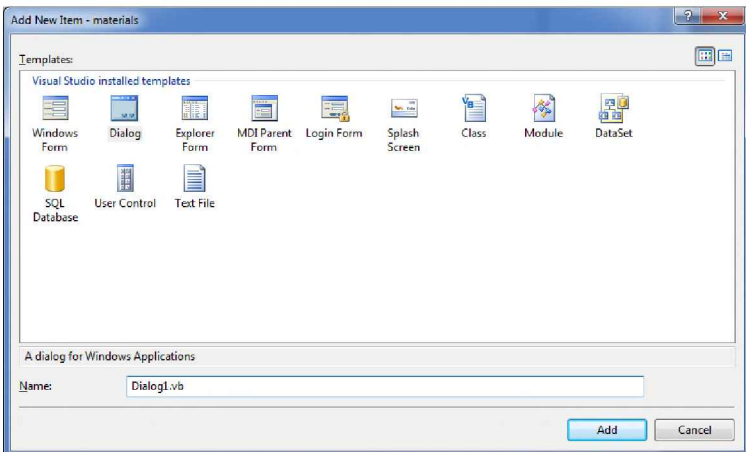 Add New Item - materials
Templates:
Visual Studio installed templates
Windows Form
Dialog
Explorer Form
MDI Parent Form
Login Form
Splash Screen
Class
Module
DataSet
SQL Database
User Control
Text File
A dialog for Windows Applications
Name:
Dialog1.vb
Add
Cancel